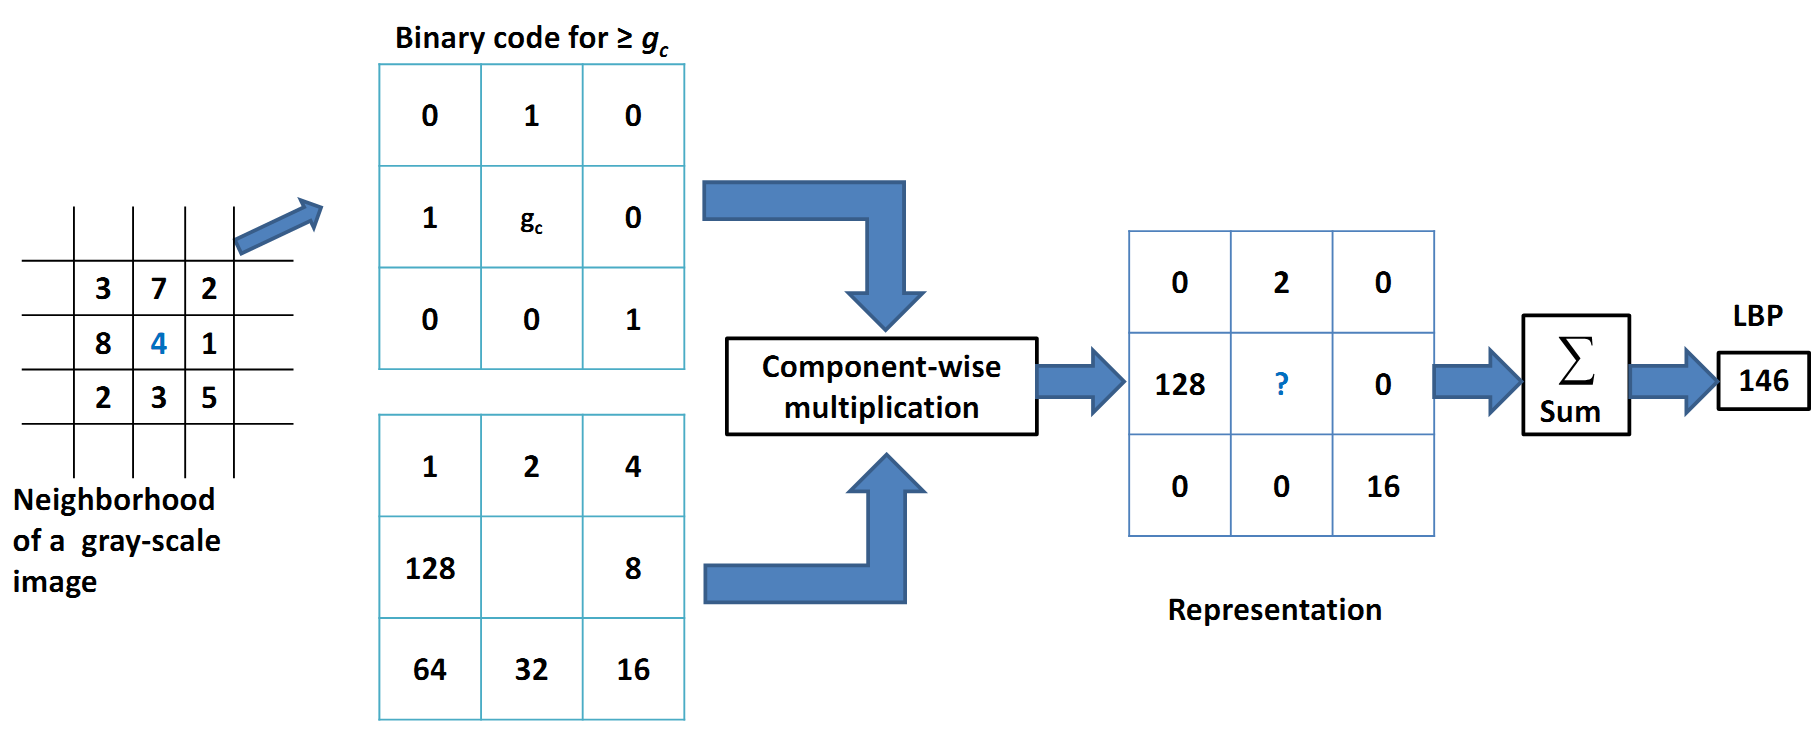 Binary code for ≥ gc
0 1 0
1 gc 0
0 0 1
3 7 2
8 4 1
2 3 5
Neighborhood
of a gray-scale
image
1 2 4
128 8
64 32 16
Component-wise
multiplication
0 2 0
128 ? 0
0 0 16
Representation
∑
Sum
LBP
146